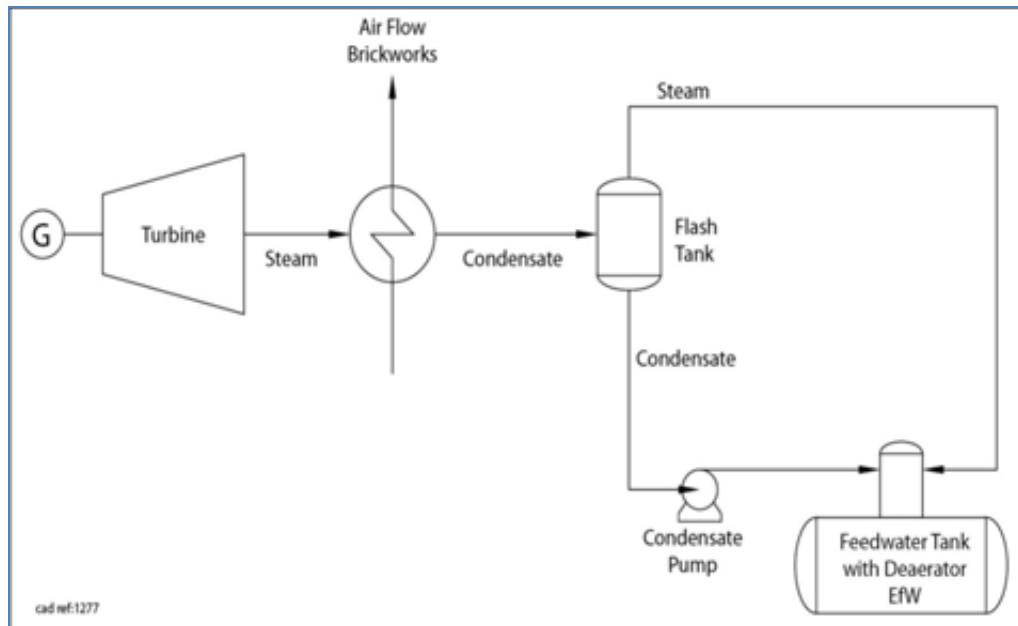 Air Flow
Brickworks
Steam
G
Turbine
Steam
Condensate
Flash
Tank
Condensate
Condensate
Pump
Feedwater Tank
with Deaerator
EfW
cad ref:1277